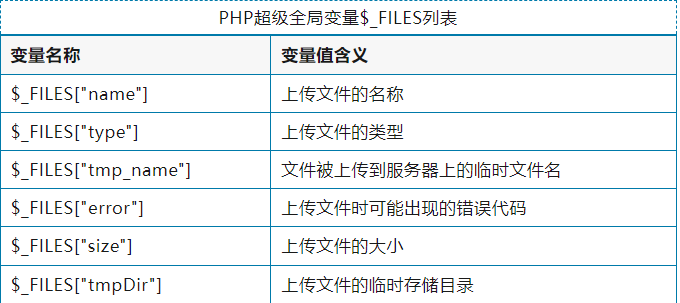 PHP超级全局变量$_FILES列表
变量名称 变量值含义
$_FILES["name"] 上传文件的名称
$_FILES["type"] 上传文件的类型
$_FILES["tmp_name"] 文件被上传到服务器上的临时文件名
$_FILES["error"] 上传文件时可能出现的错误代码
$_FILES["size"] 上传文件的大小
$_FILES["tmpDir"] 上传文件的临时存储目录